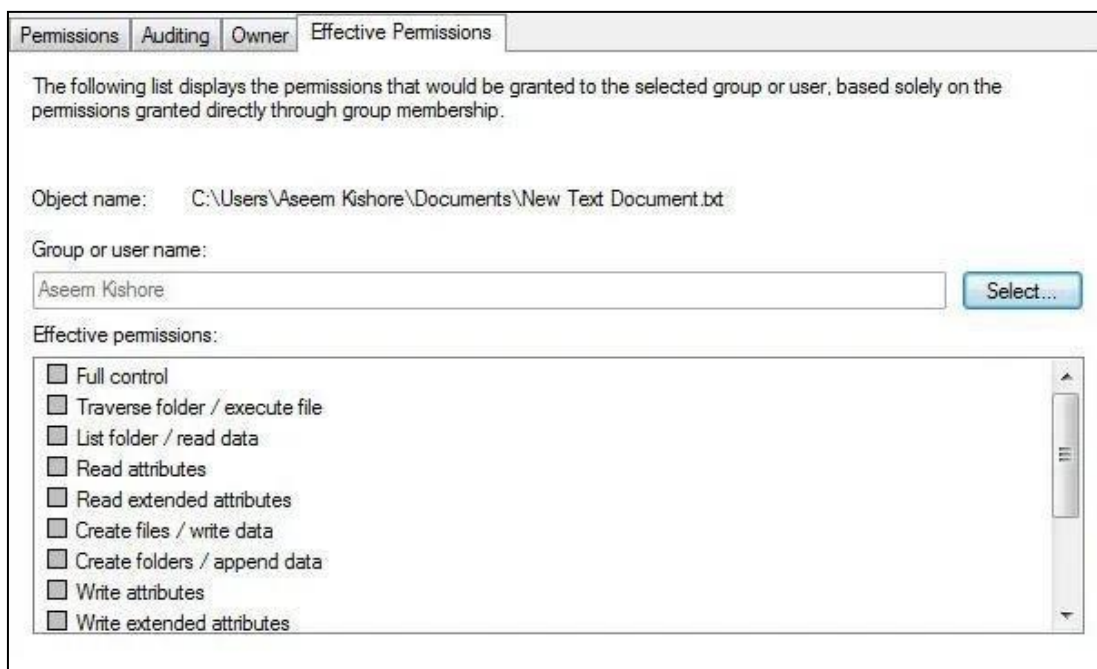 Permissions Auditing Owner Effective Permissions
The following list displays the permissions that would be granted to the selected group or user, based solely on the
permissions granted directly through group membership.
Object name: C:\Users\Aseem Kishore\Documents\New Text Document.txt
Group or user name:
Aseem Kishore Select...
Effective permissions:
Full control
Traverse folder / execute file
List folder / read data
Read attributes
Read extended attributes
Create files / write data
Create folders / append data
Write attributes
Write extended attributes